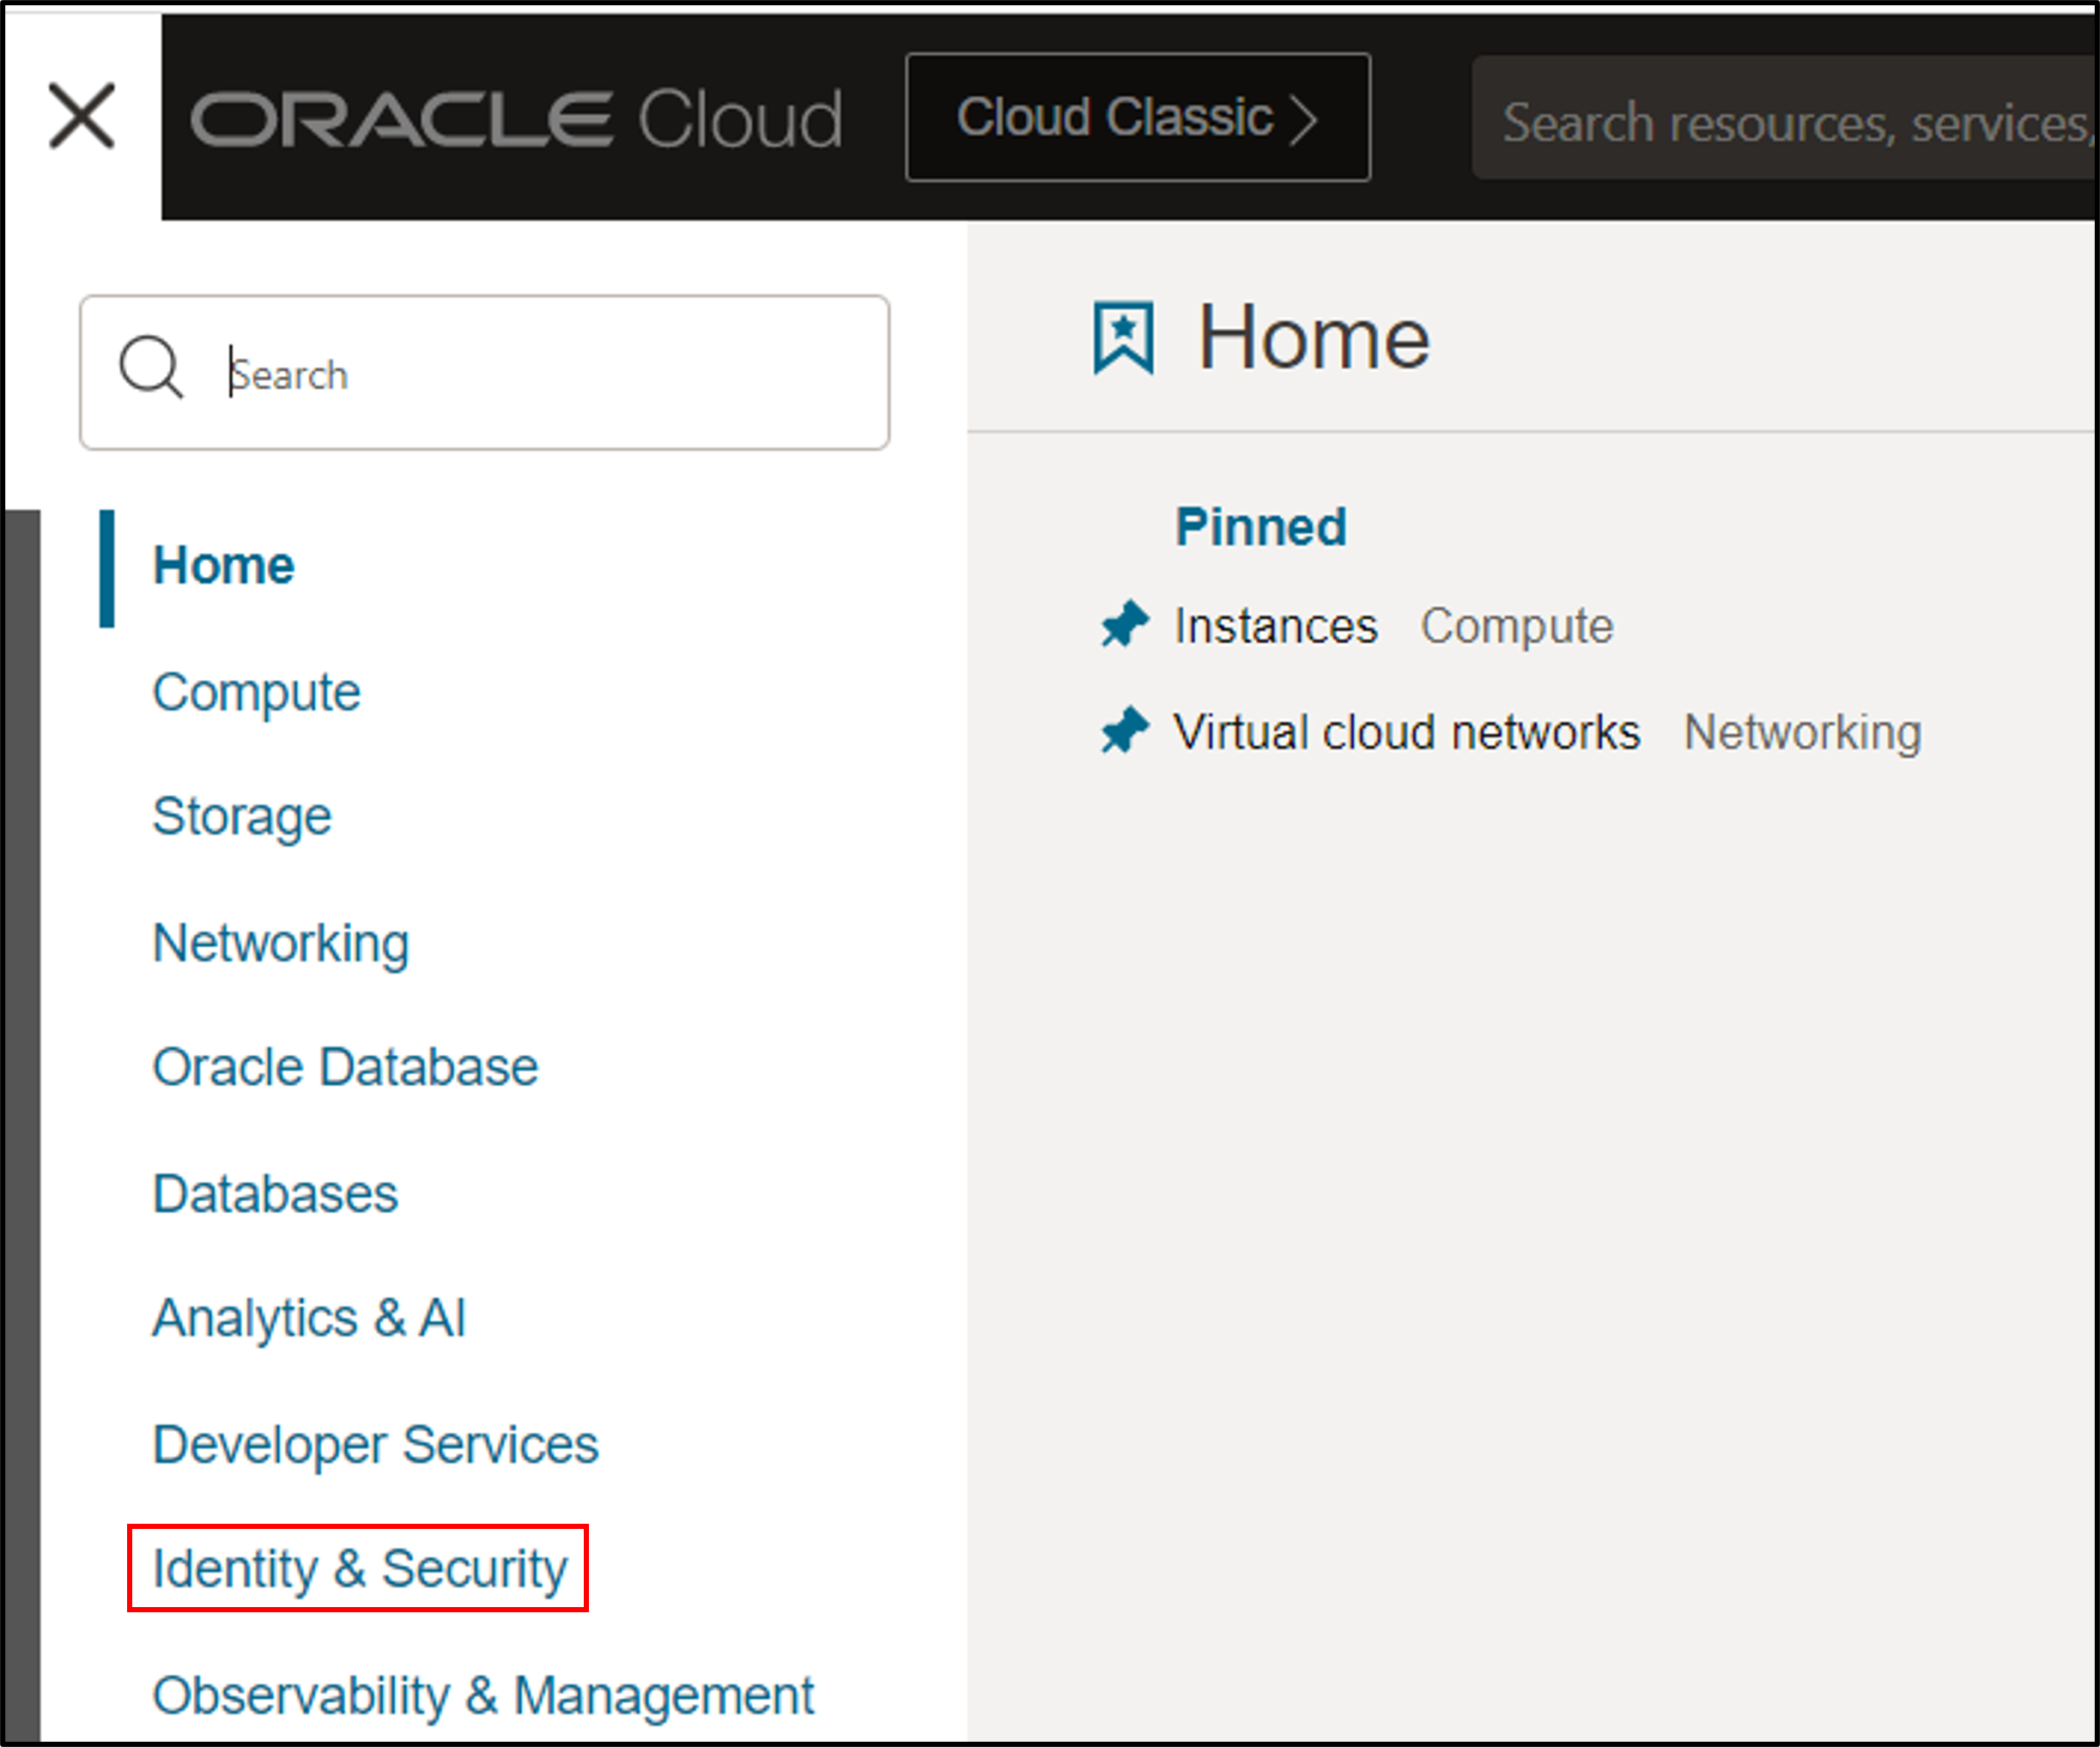 ORACLE Cloud
Cloud Classic
Search resources, services,
Search
Home
Compute
Storage
Networking
Oracle Database
Databases
Analytics & AI
Developer Services
Identity & Security
Observability & Management
Home
Pinned
Instances Compute
Virtual cloud networks Networking